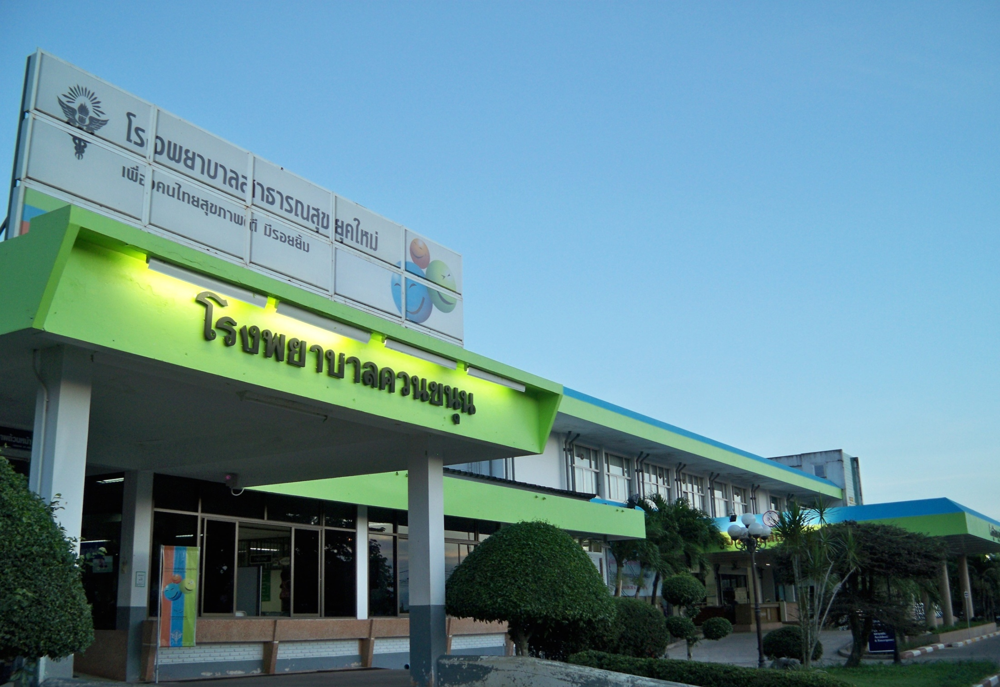 โรงพยาบาลสาธารณสุขยุคใหม่
เพื่อคนไทยสุขภาพดี มีรอยยิ้ม
โรงพยาบาลควนขนุน
Accident
& Emergency
3